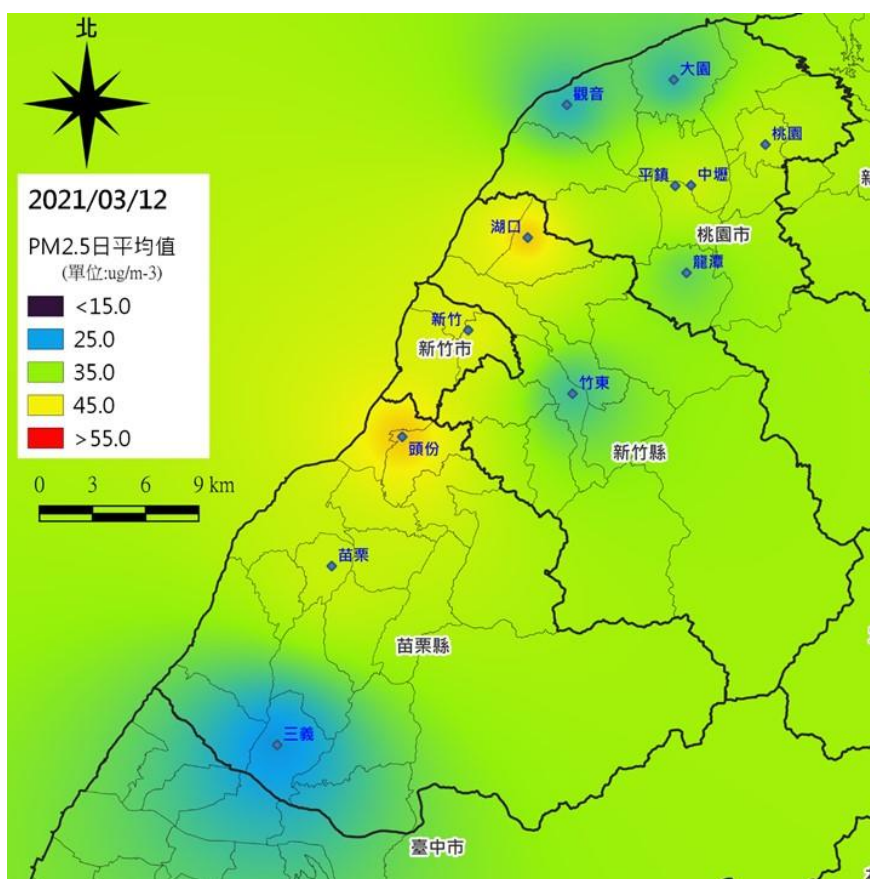 北
2021/03/12
PM2.5日平均值
(單位:ug/m-3)
<15.0
25.0
35.0
45.0
>55.0
0 3 6 9 km
大園
觀音
桃園
平鎮
中壢
湖口
桃園市
龍潭
新竹
新竹市
竹東
頭份
新竹縣
苗栗
苗栗縣
三義
臺中市